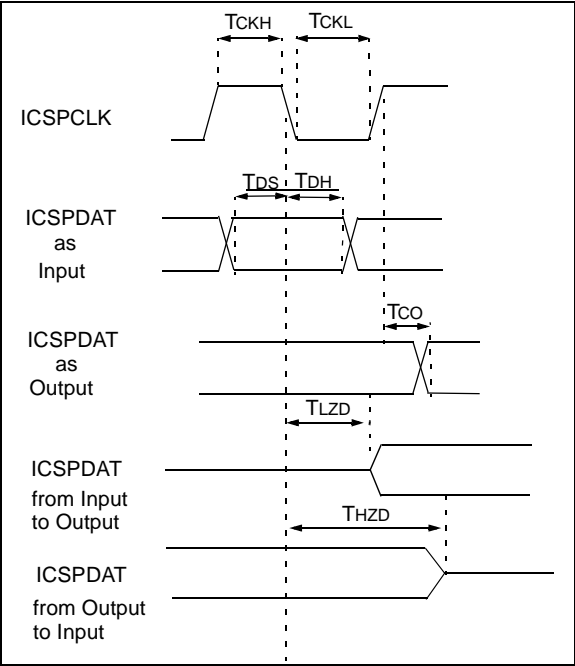 TCKH TCKL
ICSPCLK
TDS TDH
ICSPDAT
as
Input
TCO
ICSPDAT
as
Output
TLZD
ICSPDAT
from Input
to Output
THZD
ICSPDAT
from Output
to Input